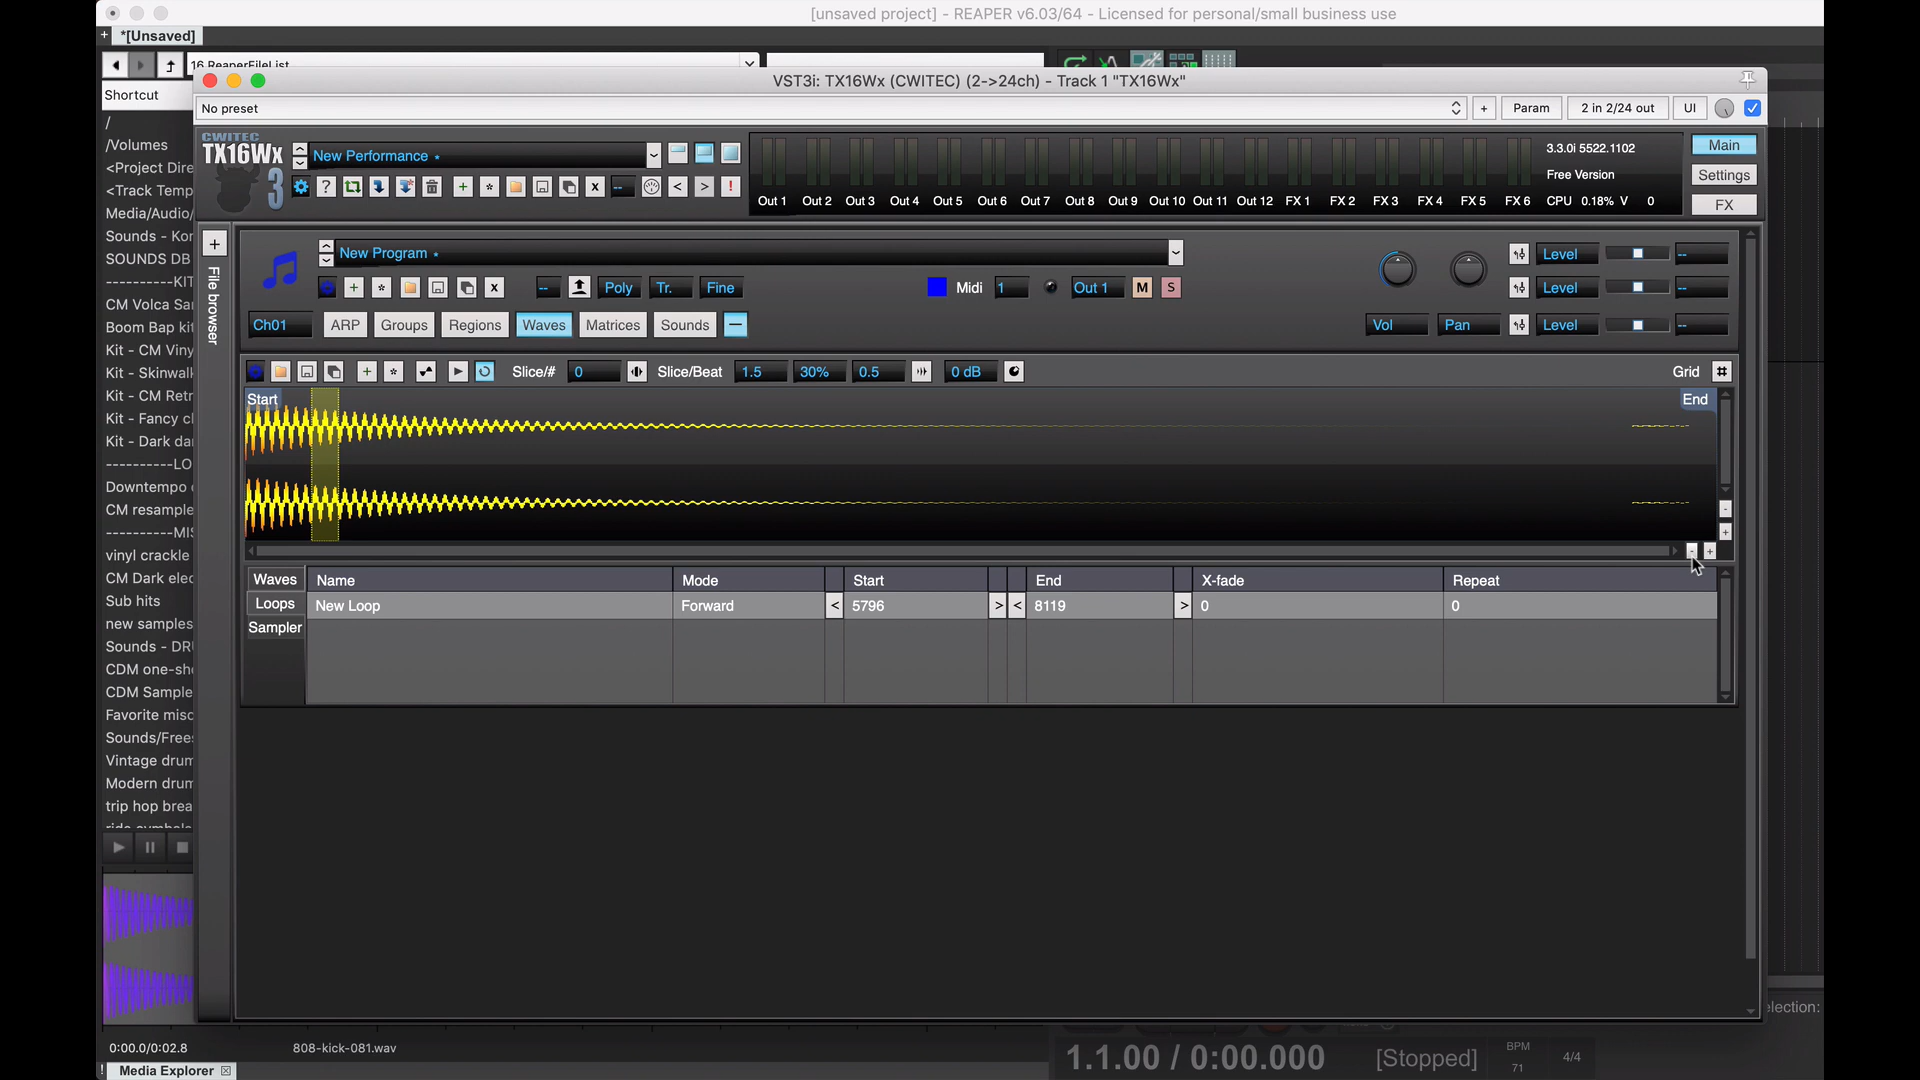 [unsaved project] - REAPER v6.03/64 - Licensed for personal/small business use
+ *[Unsaved]
16 ReaperFileList
VST3i: TX16Wx (CWITEC) (2->24ch) - Track 1 "TX16Wx"
Shortcut
No preset
+ Param 2 in 2/24 out UI
/
/Volumes
<Project Dire
<Track Temp
Media/Audio/
Sounds - Kor
SOUNDS DB
----------KIT
CM Volca Sa
Boom Bap kit
Kit - CM Viny
Kit - Skinwalk
Kit - CM Retr
Kit - Fancy cl
Kit - Dark dan
----------LO
Downtempo
CM resample
----------MIS
vinyl crackle
CM Dark elec
Sub hits
new samples
Sounds - DRU
CDM one-sho
CDM Sample
Favorite misc
Sounds/Frees
Vintage drum
Modern drum
trip hop brea
ride cymbals
CWITEC
TX16Wx
3
New Performance *
? + * x -- < > !
Out 1 Out 2 Out 3 Out 4 Out 5 Out 6 Out 7 Out 8 Out 9 Out 10 Out 11 Out 12 FX 1 FX 2 FX 3 FX 4 FX 5 FX 6
3.3.0i 5522.1102
Free Version
CPU 0.18% V 0
Main
Settings
FX
+
File browser
New Program *
+ * x -- Poly Tr. Fine
Midi 1 Out 1 M S
Level --
Level --
Ch01 ARP Groups Regions Waves Matrices Sounds —
Vol Pan Level --
+ * Slice/# 0 Slice/Beat 1.5 30% 0.5 0 dB Grid #
Start End
-
+
- +
Waves Name Mode Start End X-fade Repeat
Loops New Loop Forward < 5796 > < 8119 > 0 0
Sampler
0:00.0/0:02.8 808-kick-081.wav
! Media Explorer
election:
1.1.00 / 0:00.000 [Stopped] BPM 71 4/4